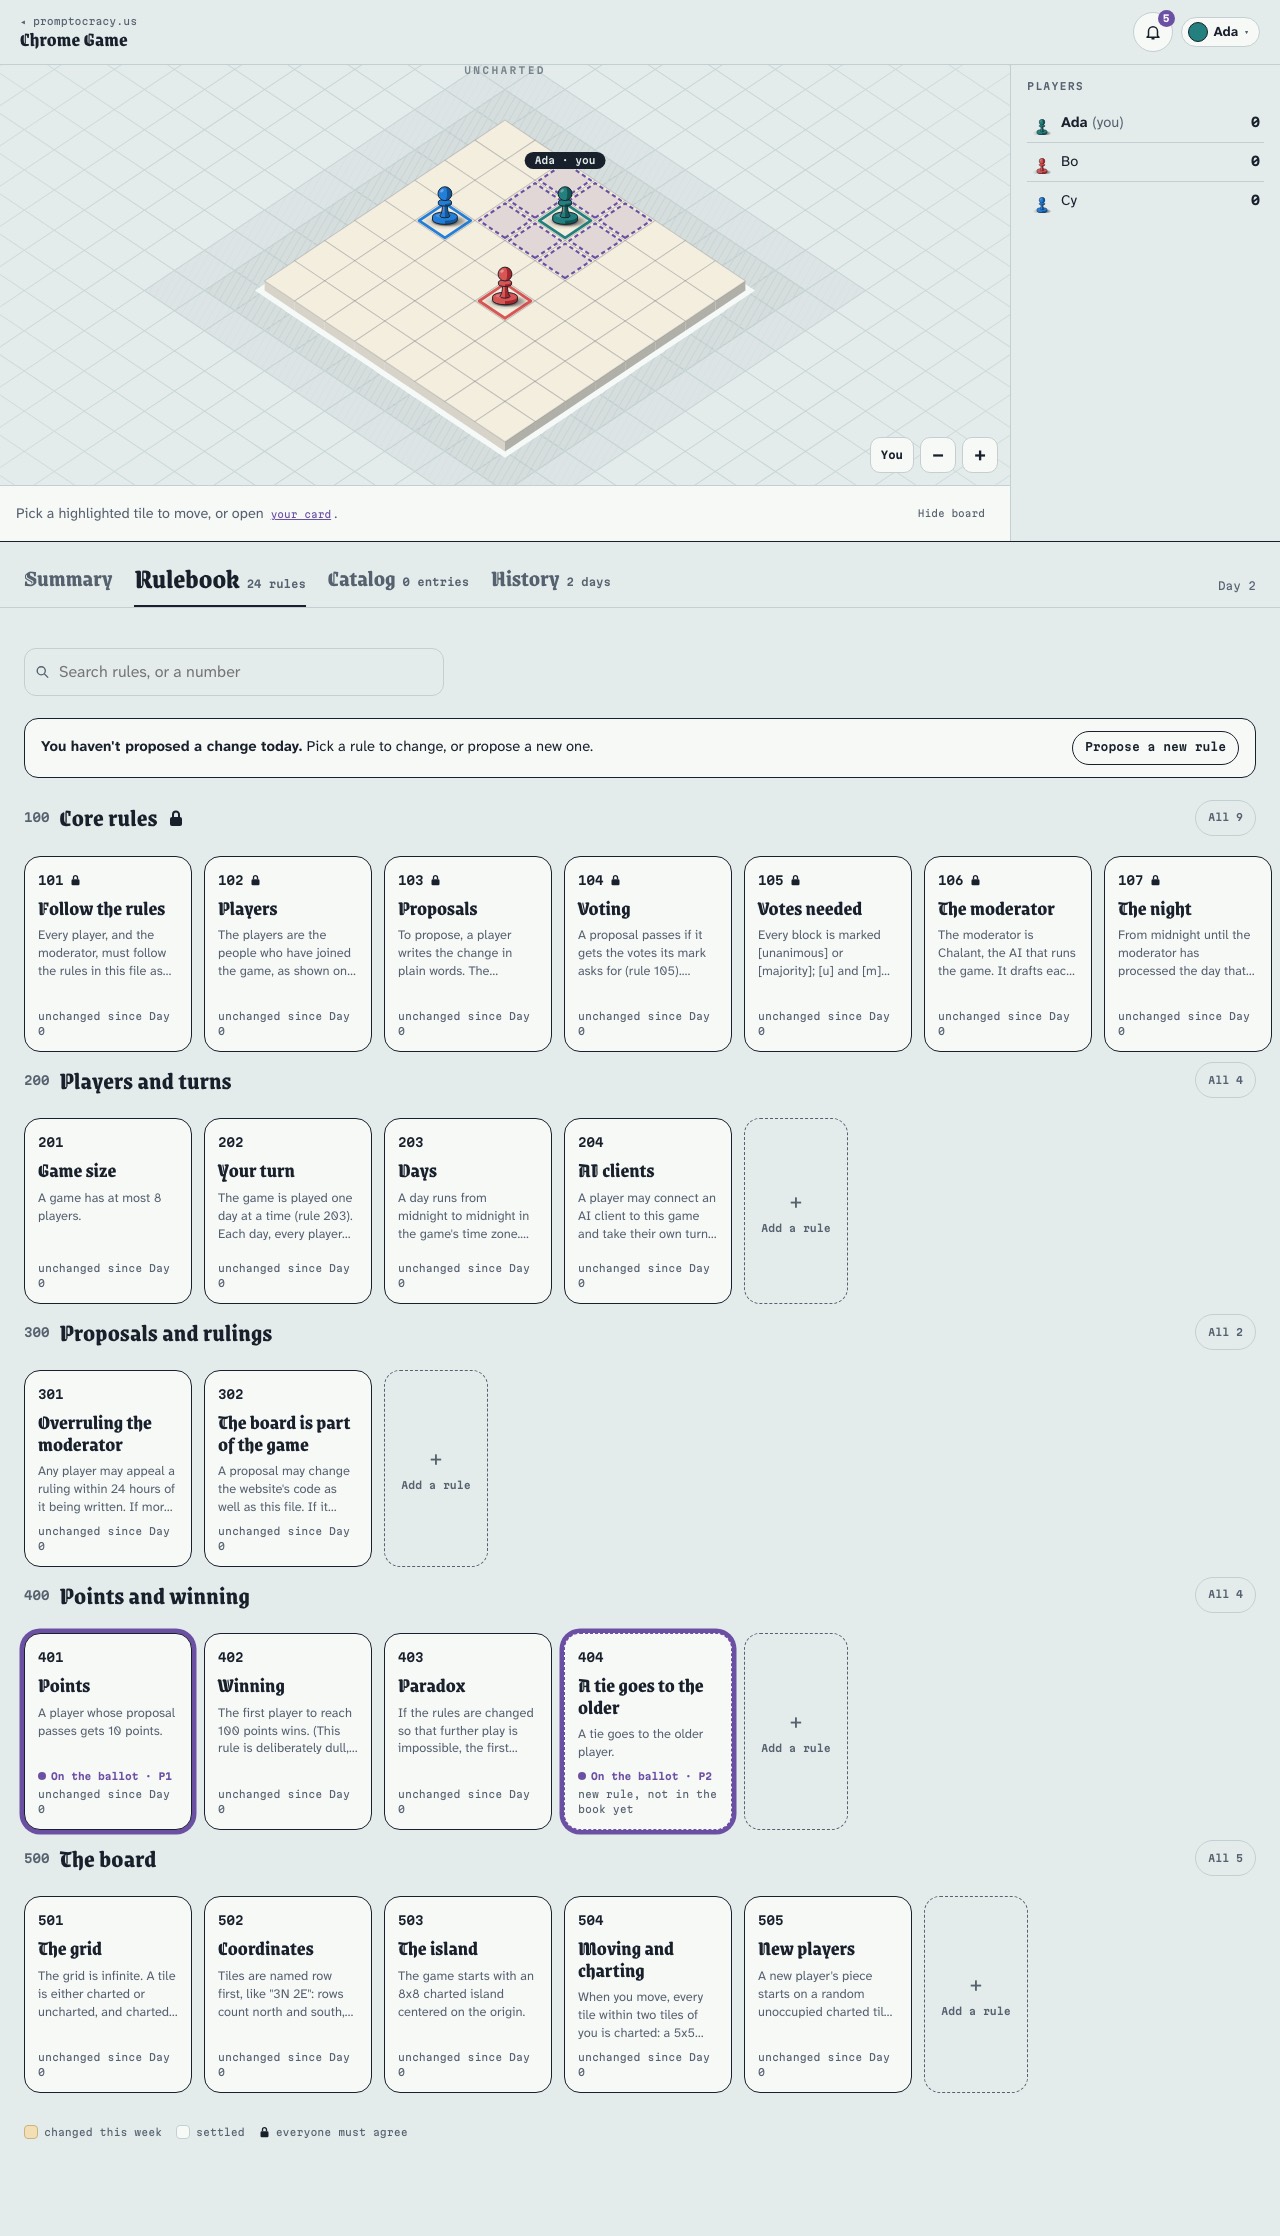 ◂ promptocracy.us
Chrome Game
5
Ada ▾
UNCHARTED
Ada · you
You
−
+
Pick a highlighted tile to move, or open your card.
Hide board
PLAYERS
Ada (you) 0
Bo 0
Cy 0
Summary
Rulebook 24 rules
Catalog 0 entries
History 2 days
Day 2
Search rules, or a number
You haven't proposed a change today. Pick a rule to change, or propose a new one.
Propose a new rule
100 Core rules
All 9
101
Follow the rules
Every player, and the
moderator, must follow
the rules in this file as…
unchanged since Day
0
102
Players
The players are the
people who have joined
the game, as shown on…
unchanged since Day
0
103
Proposals
To propose, a player
writes the change in
plain words. The…
unchanged since Day
0
104
Voting
A proposal passes if it
gets the votes its mark
asks for (rule 105).…
unchanged since Day
0
105
Votes needed
Every block is marked
[unanimous] or
[majority]; [u] and [m]…
unchanged since Day
0
106
The moderator
The moderator is
Chalant, the AI that runs
the game. It drafts eac…
unchanged since Day
0
107
The night
From midnight until the
moderator has
processed the day that…
unchanged since Day
0
200 Players and turns
All 4
201
Game size
A game has at most 8
players.
unchanged since Day
0
202
Your turn
The game is played one
day at a time (rule 203).
Each day, every player…
unchanged since Day
0
203
Days
A day runs from
midnight to midnight in
the game's time zone.…
unchanged since Day
0
204
AI clients
A player may connect an
AI client to this game
and take their own turn…
unchanged since Day
0
+
Add a rule
300 Proposals and rulings
All 2
301
Overruling the
moderator
Any player may appeal a
ruling within 24 hours of
it being written. If mor…
unchanged since Day
0
302
The board is part
of the game
A proposal may change
the website's code as
well as this file. If it…
unchanged since Day
0
+
Add a rule
400 Points and winning
All 4
401
Points
A player whose proposal
passes gets 10 points.
On the ballot · P1
unchanged since Day
0
402
Winning
The first player to reach
100 points wins. (This
rule is deliberately dull,…
unchanged since Day
0
403
Paradox
If the rules are changed
so that further play is
impossible, the first…
unchanged since Day
0
404
A tie goes to the
older
A tie goes to the older
player.
On the ballot · P2
new rule, not in the
book yet
+
Add a rule
500 The board
All 5
501
The grid
The grid is infinite. A tile
is either charted or
uncharted, and charted…
unchanged since Day
0
502
Coordinates
Tiles are named row
first, like "3N 2E": rows
count north and south,…
unchanged since Day
0
503
The island
The game starts with an
8x8 charted island
centered on the origin.
unchanged since Day
0
504
Moving and
charting
When you move, every
tile within two tiles of
you is charted: a 5x5…
unchanged since Day
0
505
New players
A new player's piece
starts on a random
unoccupied charted til…
unchanged since Day
0
+
Add a rule
changed this week
settled
everyone must agree